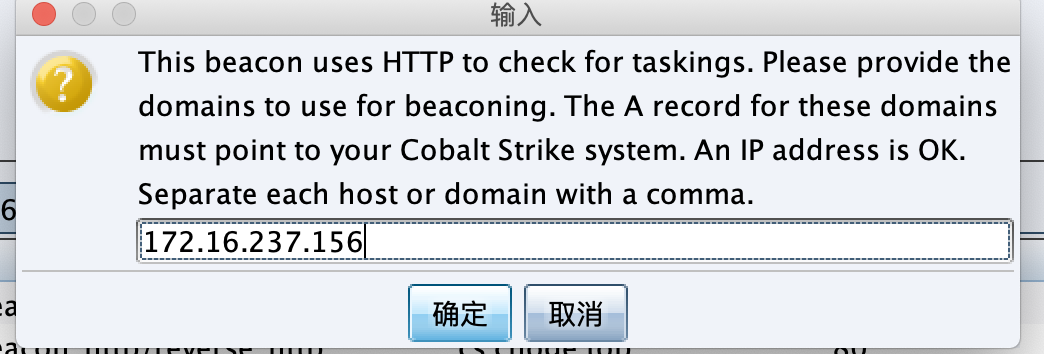 输入
This beacon uses HTTP to check for taskings. Please provide the
domains to use for beaconing. The A record for these domains
must point to your Cobalt Strike system. An IP address is OK.
Separate each host or domain with a comma.
172.16.237.156
确定 取消